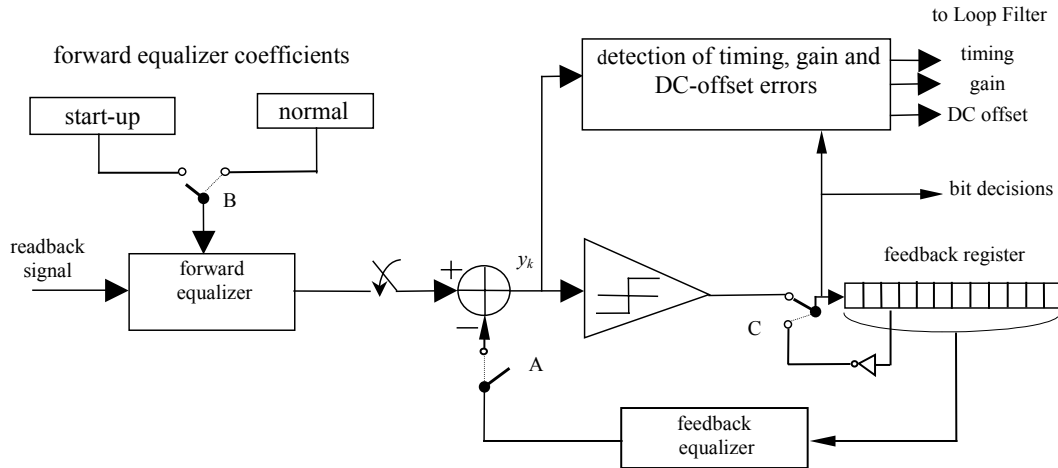 to Loop Filter
forward equalizer coefficients
detection of timing, gain and
DC-offset errors
timing
gain
DC offset
start-up
normal
B
bit decisions
readback
signal
forward
equalizer
+
y_k
feedback register
−
C
A
feedback
equalizer